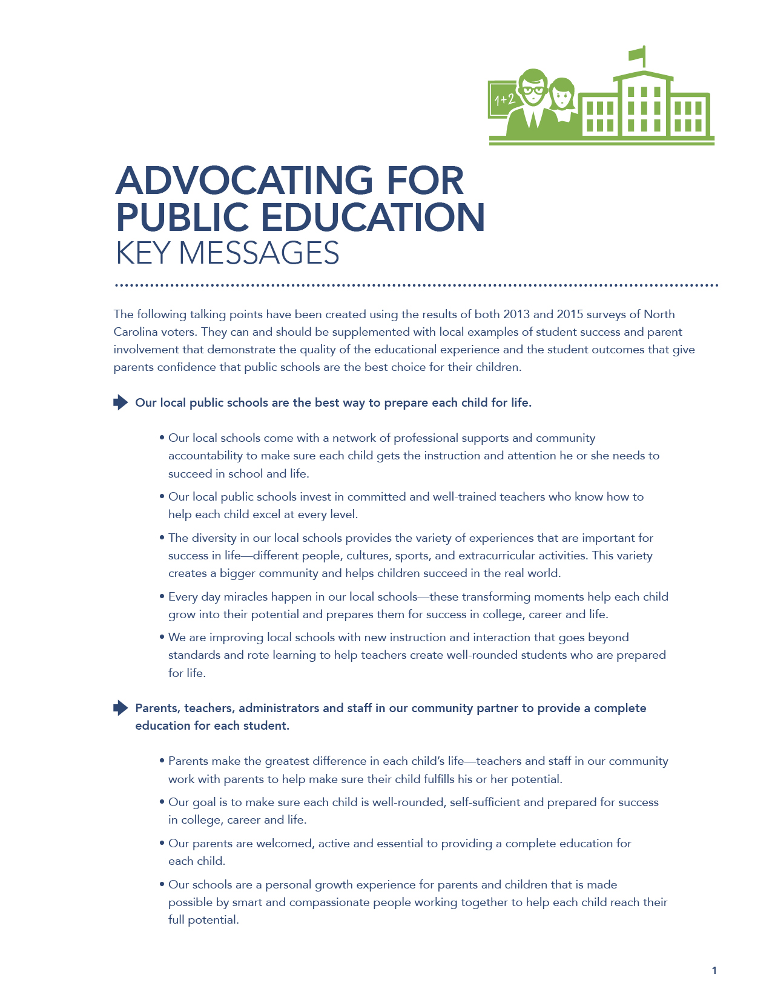 1+2
ADVOCATING FOR
PUBLIC EDUCATION
KEY MESSAGES
The following talking points have been created using the results of both 2013 and 2015 surveys of North
Carolina voters. They can and should be supplemented with local examples of student success and parent
involvement that demonstrate the quality of the educational experience and the student outcomes that give
parents confidence that public schools are the best choice for their children.
Our local public schools are the best way to prepare each child for life.
• Our local schools come with a network of professional supports and community
accountability to make sure each child gets the instruction and attention he or she needs to
succeed in school and life.
• Our local public schools invest in committed and well-trained teachers who know how to
help each child excel at every level.
• The diversity in our local schools provides the variety of experiences that are important for
success in life—different people, cultures, sports, and extracurricular activities. This variety
creates a bigger community and helps children succeed in the real world.
• Every day miracles happen in our local schools—these transforming moments help each child
grow into their potential and prepares them for success in college, career and life.
• We are improving local schools with new instruction and interaction that goes beyond
standards and rote learning to help teachers create well-rounded students who are prepared
for life.
Parents, teachers, administrators and staff in our community partner to provide a complete
education for each student.
• Parents make the greatest difference in each child’s life—teachers and staff in our community
work with parents to help make sure their child fulfills his or her potential.
• Our goal is to make sure each child is well-rounded, self-sufficient and prepared for success
in college, career and life.
• Our parents are welcomed, active and essential to providing a complete education for
each child.
• Our schools are a personal growth experience for parents and children that is made
possible by smart and compassionate people working together to help each child reach their
full potential.
1